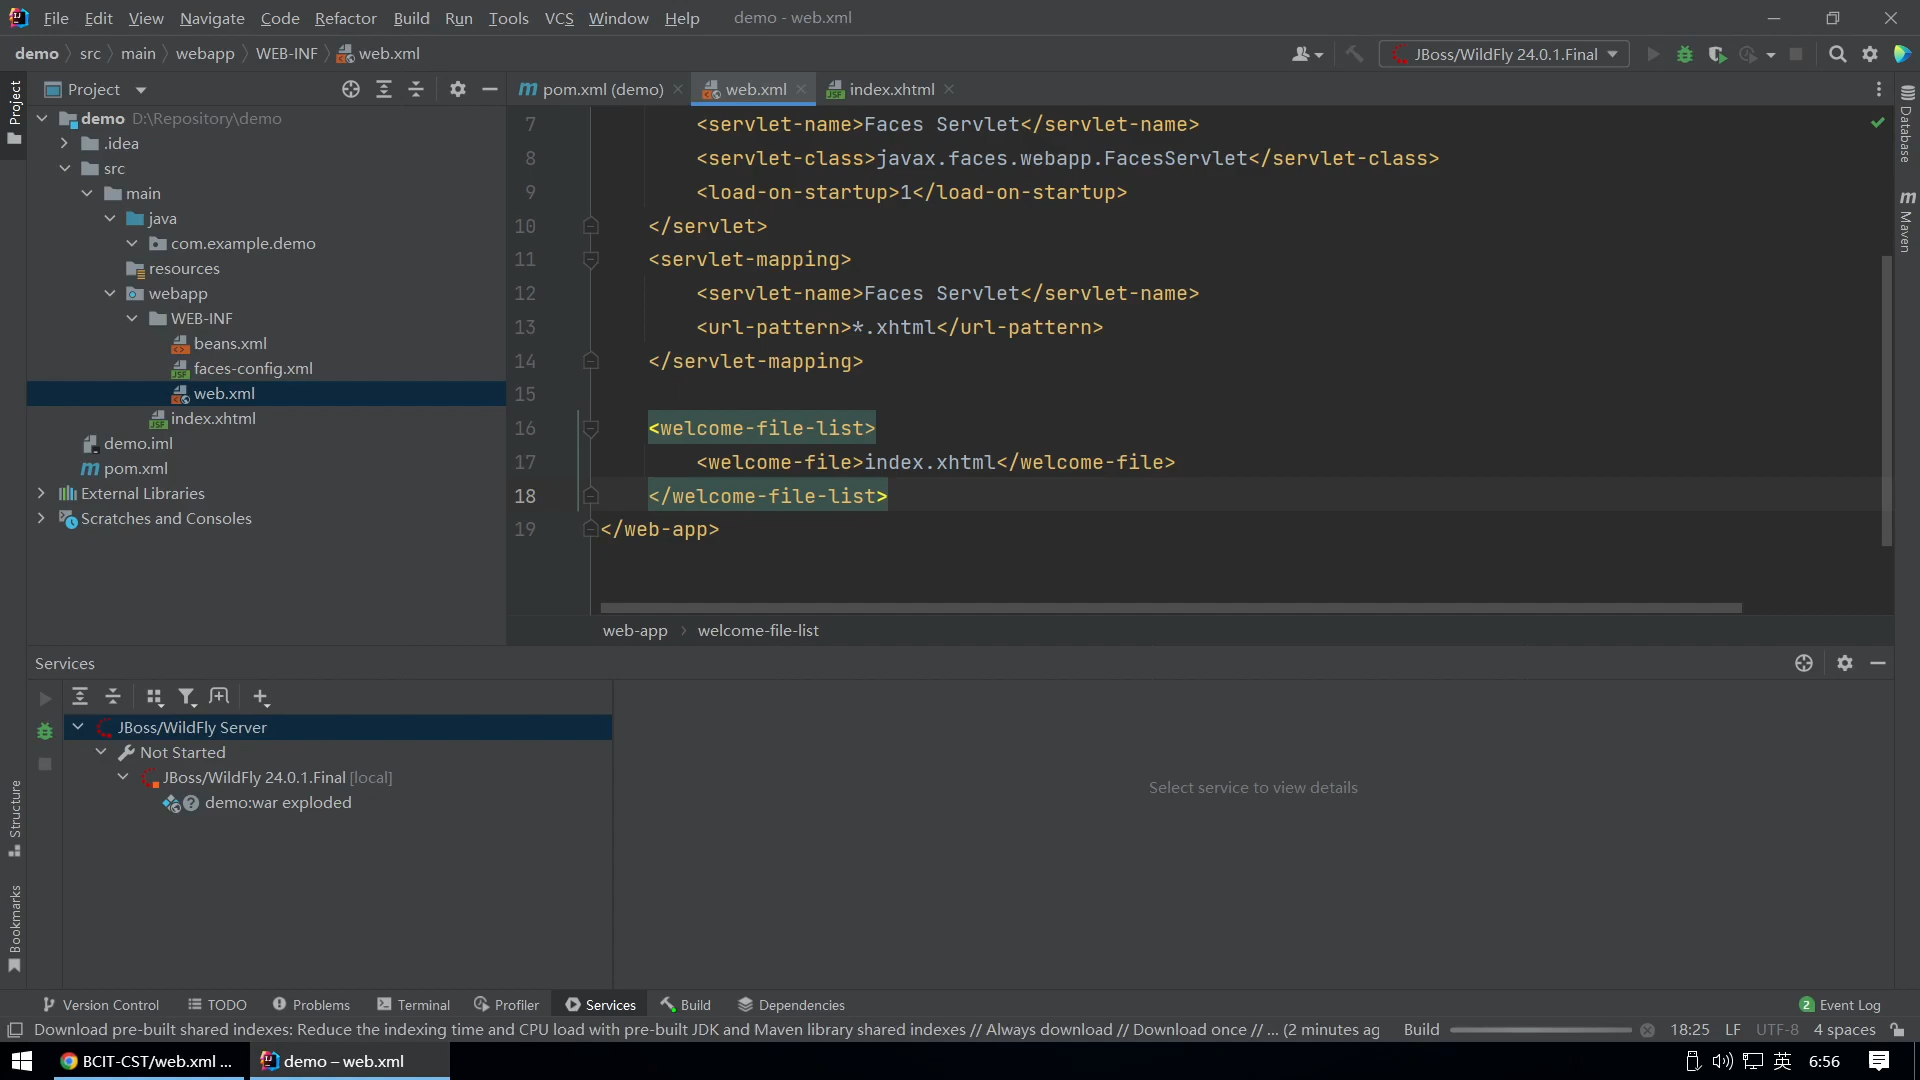 File Edit View Navigate Code Refactor Build Run Tools VCS Window Help demo - web.xml
demo src main webapp WEB-INF web.xml
JBoss/WildFly 24.0.1.Final
Project
pom.xml (demo) web.xml index.xhtml
demo D:\Repository\demo
.idea
src
main
java
com.example.demo
resources
webapp
WEB-INF
beans.xml
faces-config.xml
web.xml
index.xhtml
demo.iml
pom.xml
External Libraries
Scratches and Consoles
7 <servlet-name>Faces Servlet</servlet-name>
8 <servlet-class>javax.faces.webapp.FacesServlet</servlet-class>
9 <load-on-startup>1</load-on-startup>
10 </servlet>
11 <servlet-mapping>
12 <servlet-name>Faces Servlet</servlet-name>
13 <url-pattern>*.xhtml</url-pattern>
14 </servlet-mapping>
15
16 <welcome-file-list>
17 <welcome-file>index.xhtml</welcome-file>
18 </welcome-file-list>
19 </web-app>
web-app welcome-file-list
Project
Structure
Bookmarks
Database
Maven
Services
JBoss/WildFly Server
Not Started
JBoss/WildFly 24.0.1.Final [local]
demo:war exploded
Select service to view details
Version Control TODO Problems Terminal Profiler Services Build Dependencies 2 Event Log
Download pre-built shared indexes: Reduce the indexing time and CPU load with pre-built JDK and Maven library shared indexes // Always download // Download once // ... (2 minutes ag Build 18:25 LF UTF-8 4 spaces
BCIT-CST/web.xml ... demo – web.xml 英 6:56